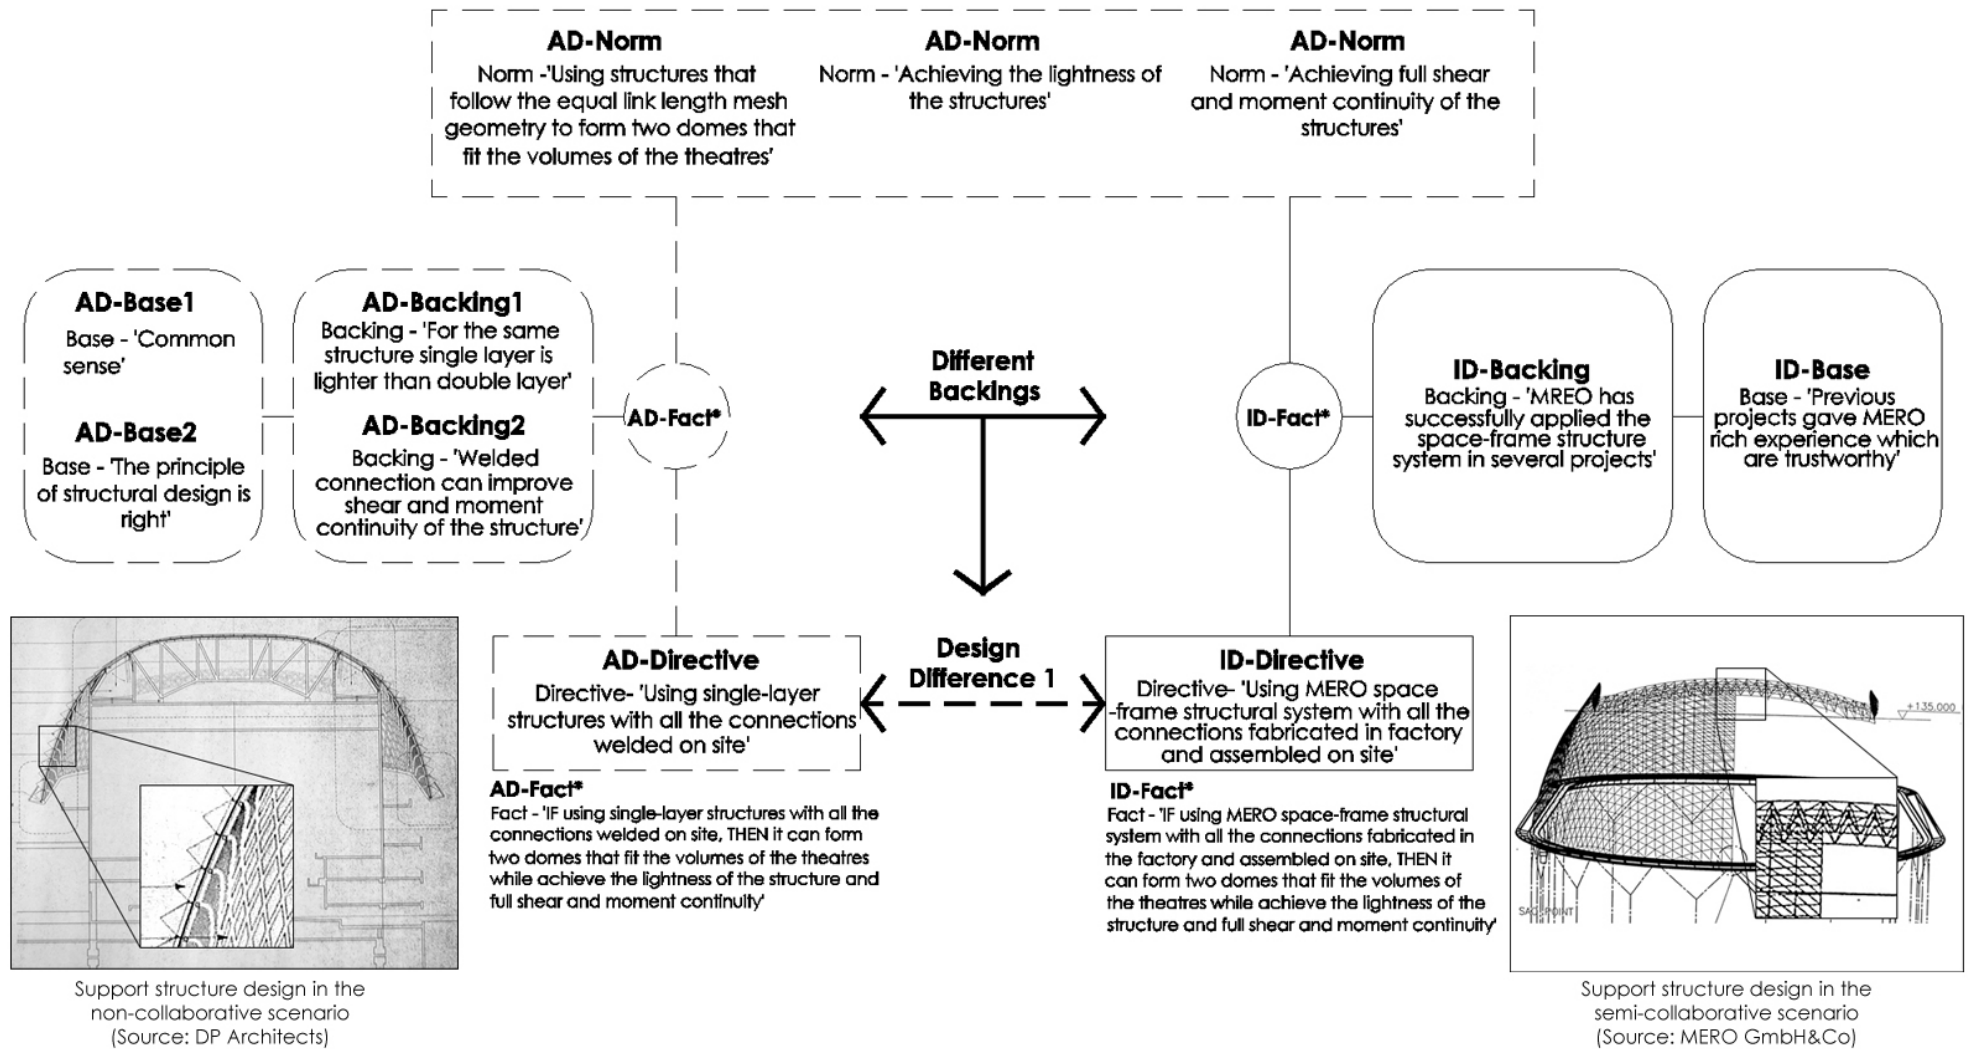 AD-Norm
Norm -'Using structures that
follow the equal link length mesh
geometry to form two domes that
fit the volumes of the theatres'
AD-Norm
Norm - 'Achieving the lightness of
the structures'
AD-Norm
Norm - 'Achieving full shear
and moment continuity of the
structures'
AD-Base1
Base - 'Common
sense'
AD-Base2
Base - 'The principle
of structural design is
right'
AD-Backing1
Backing - 'For the same
structure single layer is
lighter than double layer'
AD-Backing2
Backing - 'Welded
connection can improve
shear and moment
continuity of the structure'
AD-Fact*
Different
Backings
ID-Fact*
ID-Backing
Backing - 'MREO has
successfully applied the
space-frame structure
system in several projects'
ID-Base
Base - 'Previous
projects gave MERO
rich experience which
are trustworthy'
AD-Directive
Directive- 'Using single-layer
structures with all the connections
welded on site'
Design
Difference 1
ID-Directive
Directive- 'Using MERO space
-frame structural system with all the
connections fabricated in factory
and assembled on site'
AD-Fact*
Fact - 'IF using single-layer structures with all the
connections welded on site, THEN it can form
two domes that fit the volumes of the theatres
while achieve the lightness of the structure and
full shear and moment continuity'
ID-Fact*
Fact - 'IF using MERO space-frame structural
system with all the connections fabricated in
the factory and assembled on site, THEN it
can form two domes that fit the volumes of
the theatres while achieve the lightness of the
structure and full shear and moment continuity'
+135.000
POINT
Support structure design in the
non-collaborative scenario
(Source: DP Architects)
Support structure design in the
semi-collaborative scenario
(Source: MERO GmbH&Co)